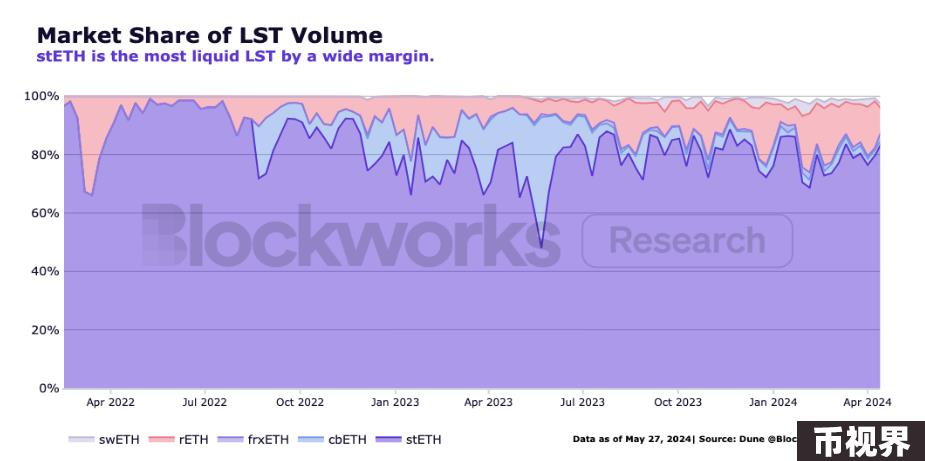 Market Share of LST Volume
stETH is the most liquid LST by a wide margin.
100%
80%
60%
40%
20%
0%
Blockworks Research
Apr 2022 Jul 2022 Oct 2022 Jan 2023 Apr 2023 Jul 2023 Oct 2023 Jan 2024 Apr 2024
swETH rETH frxETH cbETH stETH
Data as of May 27, 2024| Source: Dune
币视界